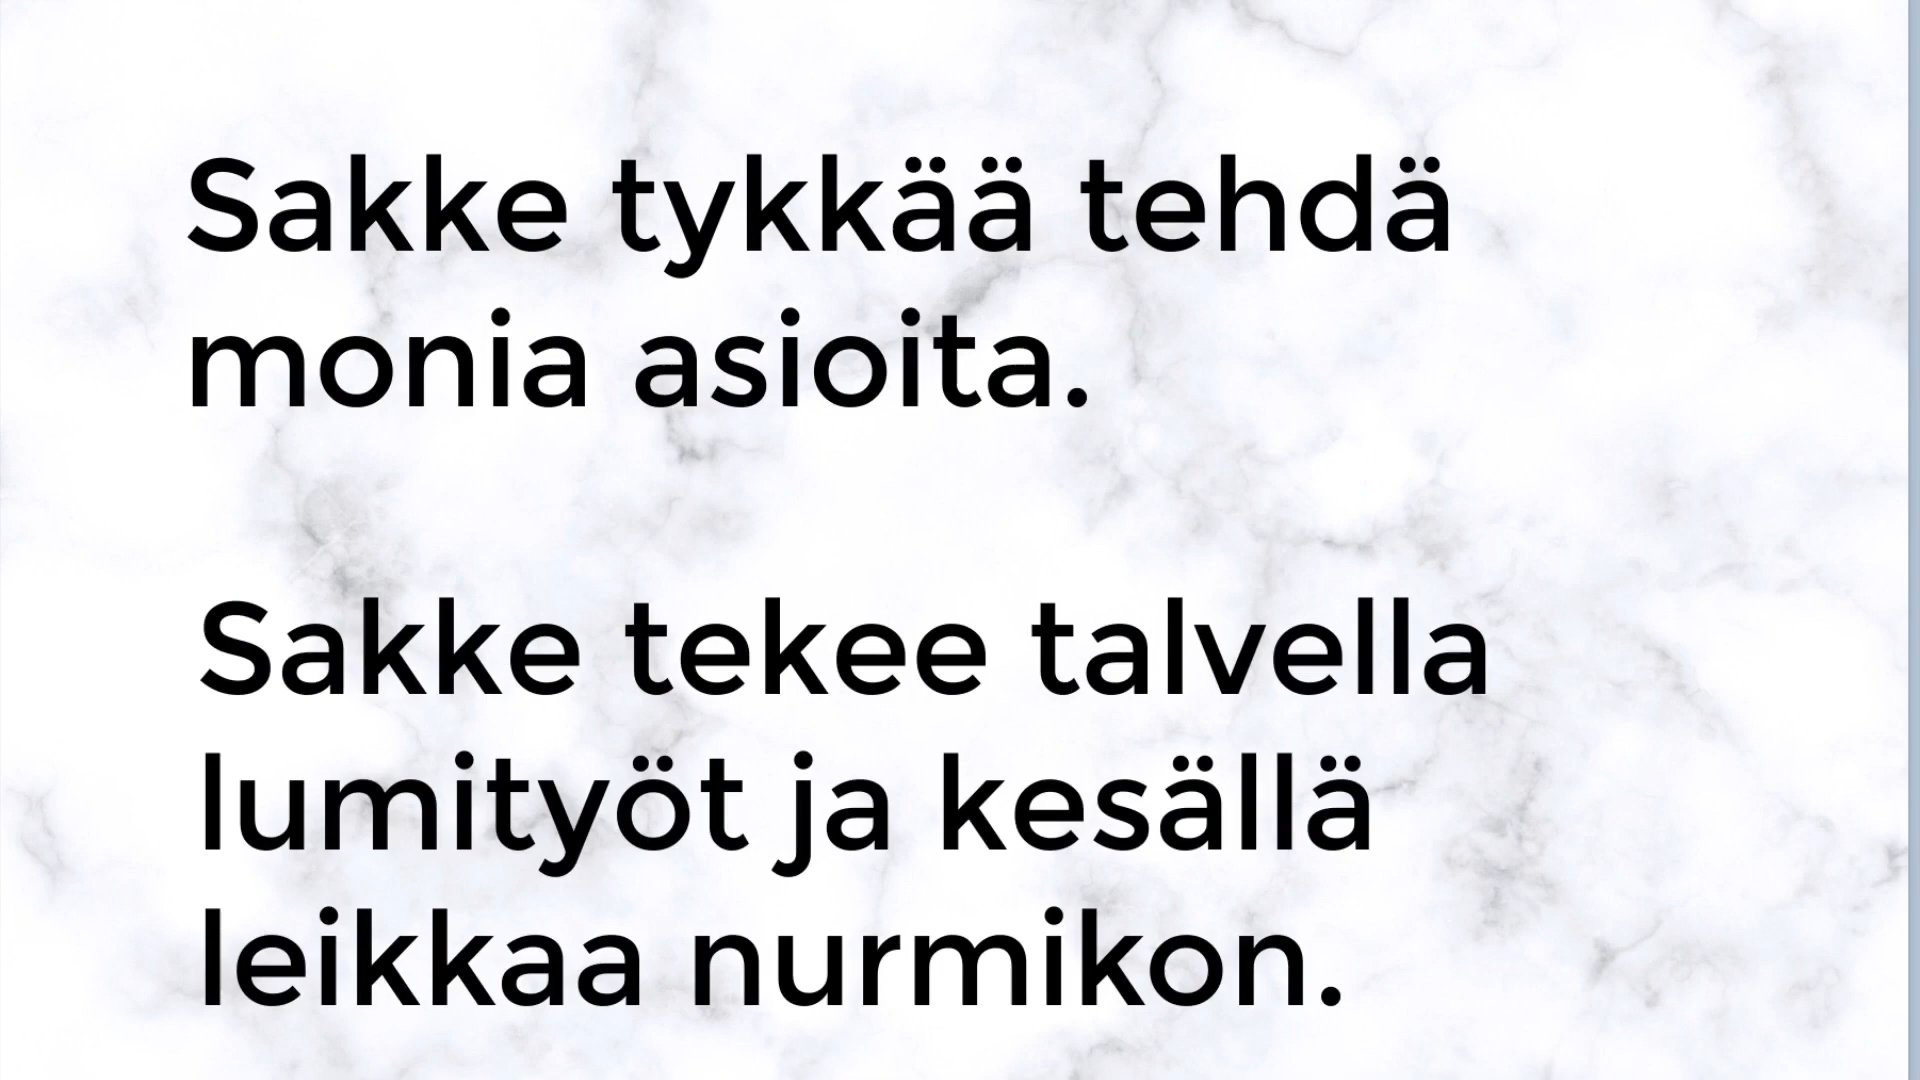 Sakke tykkää tehdä
monia asioita.
Sakke tekee talvella
lumityöt ja kesällä
leikkaa nurmikon.